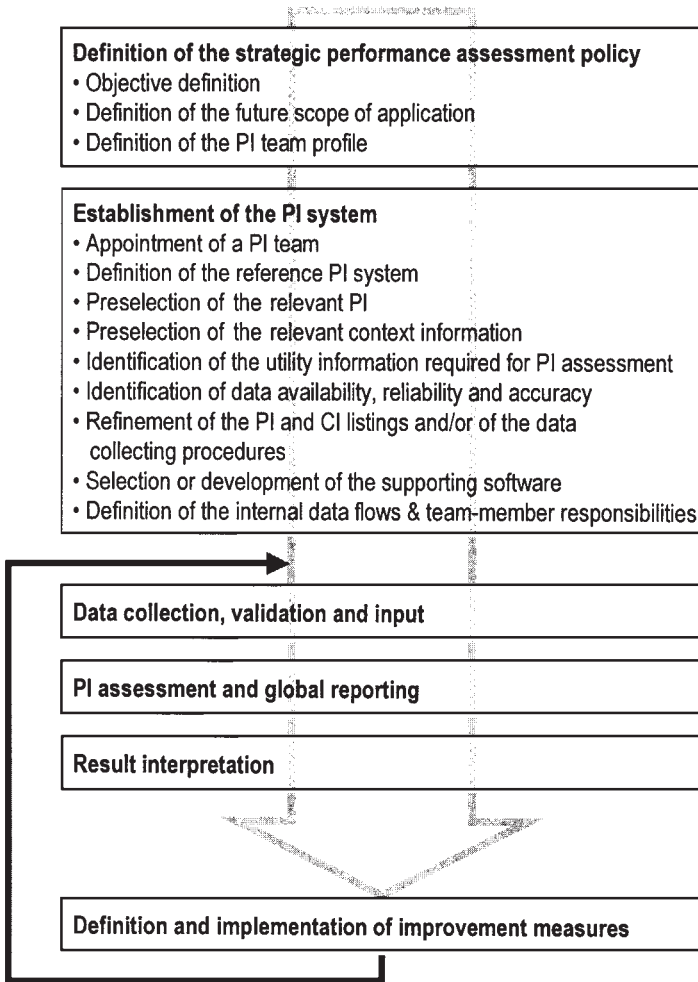 Definition of the strategic performance assessment policy
• Objective definition
• Definition of the future scope of application
• Definition of the PI team profile
Establishment of the PI system
• Appointment of a PI team
• Definition of the reference PI system
• Preselection of the relevant PI
• Preselection of the relevant context information
• Identification of the utility information required for PI assessment
• Identification of data availability, reliability and accuracy
• Refinement of the PI and CI listings and/or of the data
collecting procedures
• Selection or development of the supporting software
• Definition of the internal data flows & team-member responsibilities
Data collection, validation and input
PI assessment and global reporting
Result interpretation
Definition and implementation of improvement measures